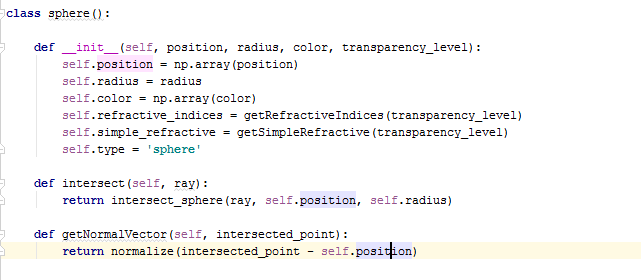 class sphere():
def __init__(self, position, radius, color, transparency_level):
self.position = np.array(position)
self.radius = radius
self.color = np.array(color)
self.refractive_indices = getRefractiveIndices(transparency_level)
self.simple_refractive = getSimpleRefractive(transparency_level)
self.type = 'sphere'
def intersect(self, ray):
return intersect_sphere(ray, self.position, self.radius)
def getNormalVector(self, intersected_point):
return normalize(intersected_point - self.position)